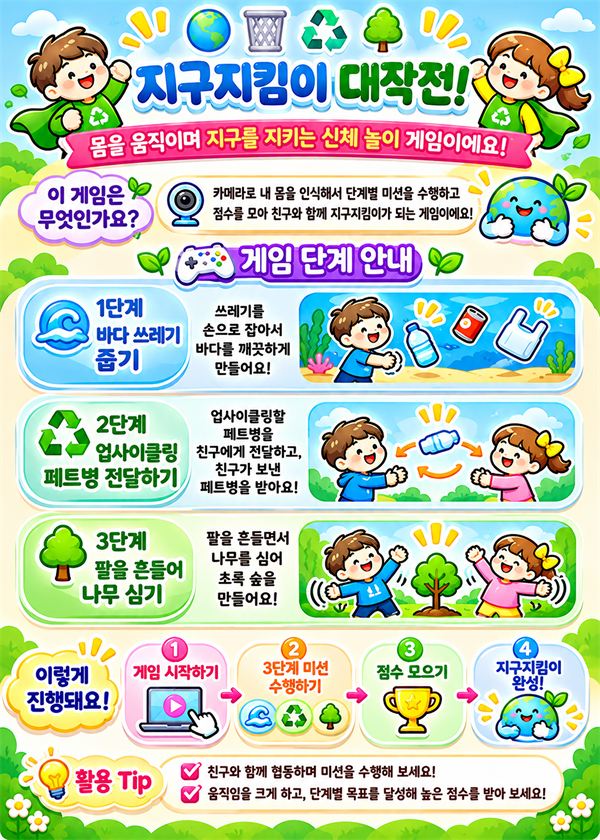 지구지킴이 대작전!
몸을 움직이며 지구를 지키는 신체 놀이 게임이에요!
이 게임은
무엇인가요?
카메라로 내 몸을 인식해서 단계별 미션을 수행하고
점수를 모아 친구와 함께 지구지킴이가 되는 게임이에요!
게임 단계 안내
1단계
바다 쓰레기
줍기
쓰레기를
손으로 잡아서
바다를 깨끗하게
만들어요!
2단계
업사이클링
페트병 전달하기
업사이클링할
페트병을
친구에게 전달하고,
친구가 보낸
페트병을 받아요!
3단계
팔을 흔들어
나무 심기
팔을 흔들면서
나무를 심어
초록 숲을
만들어요!
이렇게
진행돼요!
1
게임 시작하기
2
3단계 미션
수행하기
3
점수 모으기
4
지구지킴이
완성!
활용 Tip
친구와 함께 협동하며 미션을 수행해 보세요!
움직임을 크게 하고, 단계별 목표를 달성해 높은 점수를 받아 보세요!